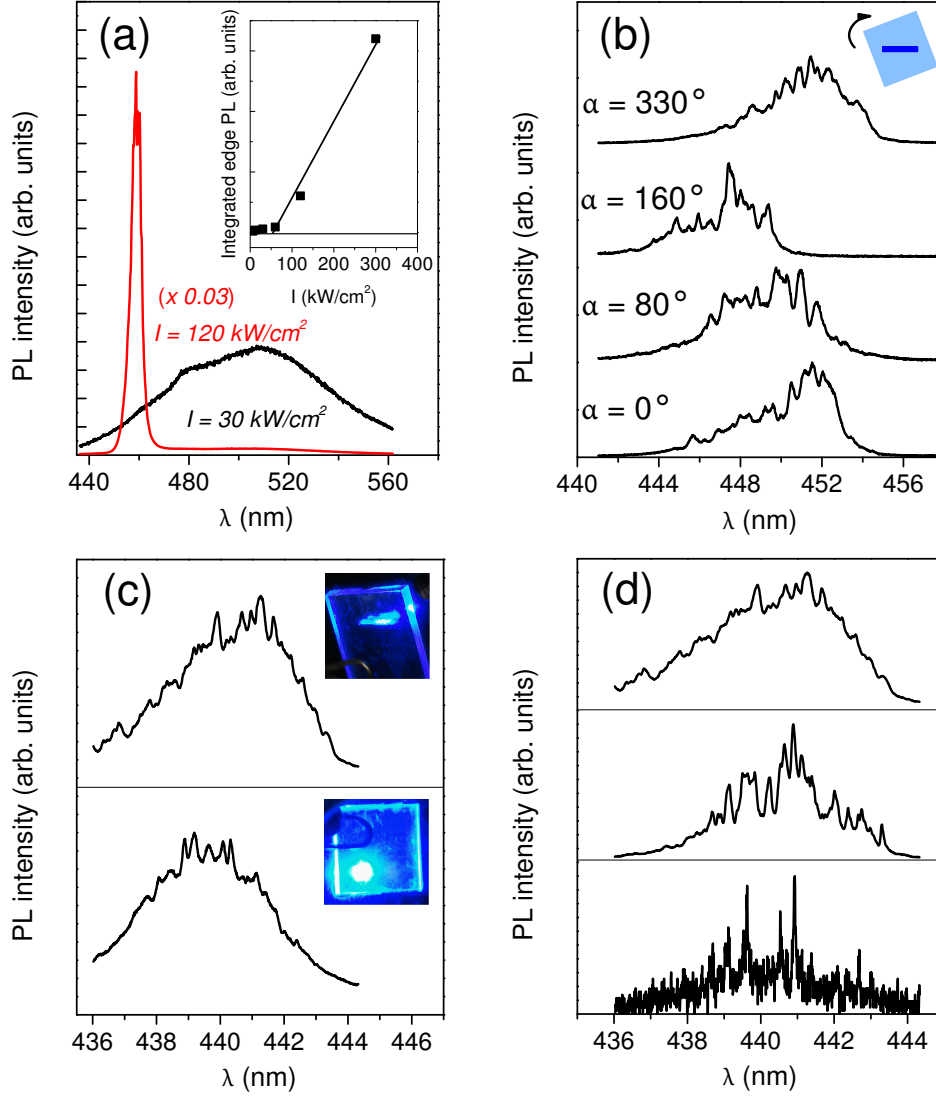 (a)
PL intensity (arb. units)
Integrated edge PL (arb. units)
0 100 200 300 400
I (kW/cm²)
(x 0.03)
I = 120 kW/cm²
I = 30 kW/cm²
440 480 520 560
λ (nm)
(b)
PL intensity (arb. units)
α = 330°
α = 160°
α = 80°
α = 0°
440 444 448 452 456
λ (nm)
(c)
PL intensity (arb. units)
436 438 440 442 444 446
λ (nm)
(d)
PL intensity (arb. units)
436 438 440 442 444
λ (nm)